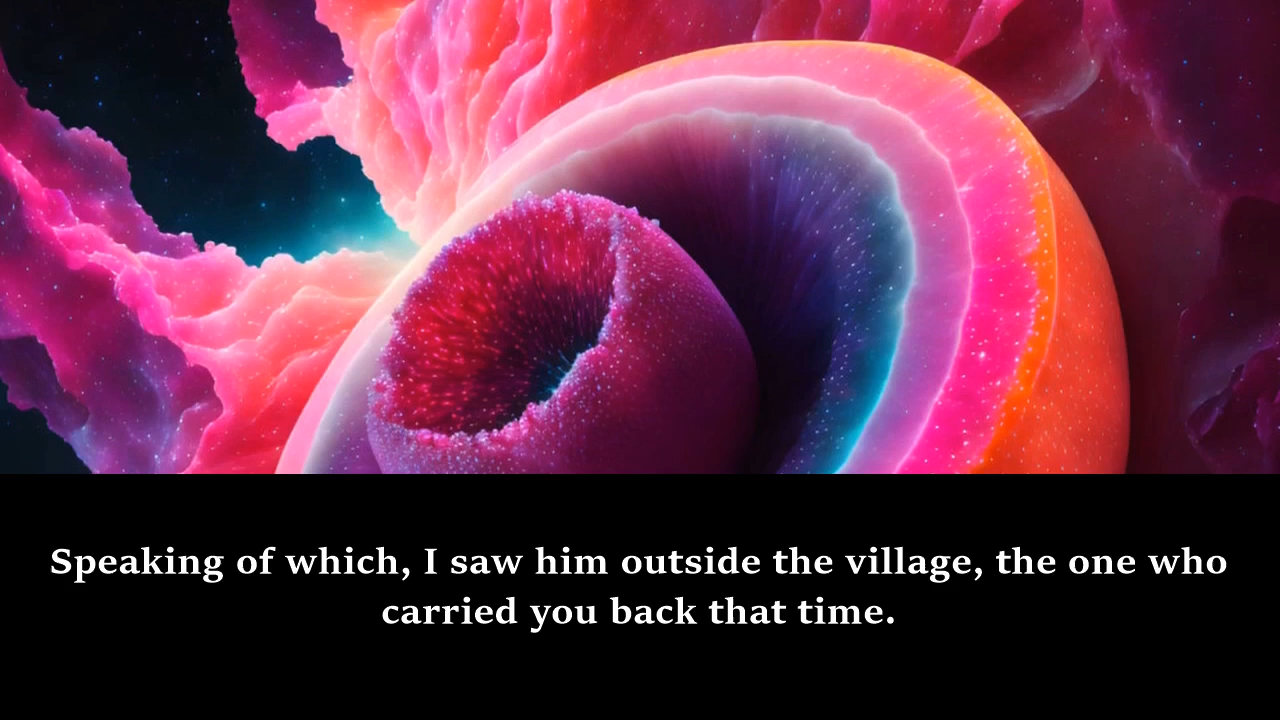 Speaking of which, I saw him outside the village, the one who
carried you back that time.